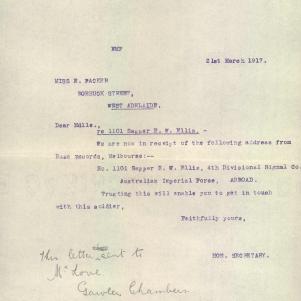 EMP
21st March 1917.
MISS E. PACKER
ROEBUCK STREET,
WEST ADELAIDE.
Dear Mdlle.,
re 1101 Sapper E. W. Ellis. -
We are now in receipt of the following address from
Base Records, Melbourne:--
No. 1101 Sapper E. W. Ellis, 4th Divisional Signal Co.
Australian Imperial Force, ABROAD.
Trusting this will enable you to get in touch
with this soldier,
Faithfully yours,
HON. SECRETARY.
This letter sent to
Mr Love
Gawler Chambers